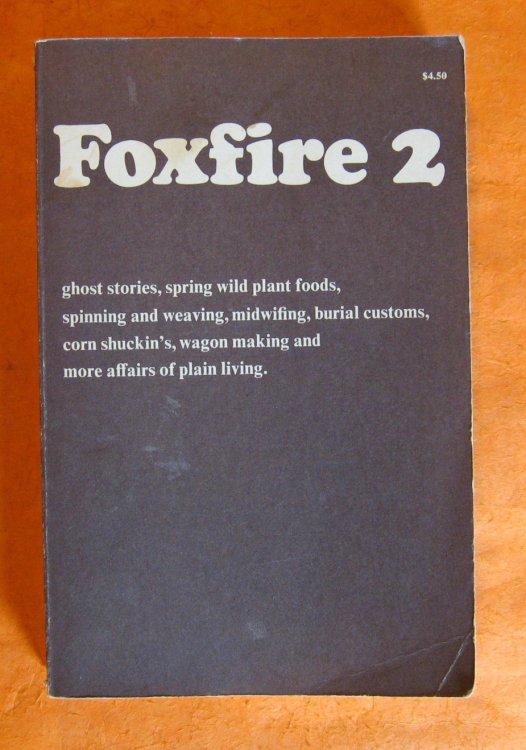 $4.50
Foxfire 2
ghost stories, spring wild plant foods,
spinning and weaving, midwifing, burial customs,
corn shuckin's, wagon making and
more affairs of plain living.